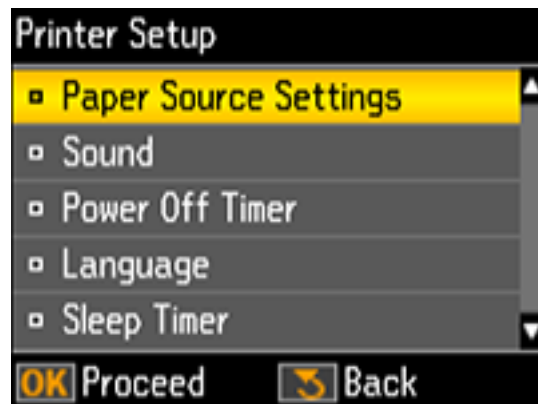 Printer Setup
Paper Source Settings
Sound
Power Off Timer
Language
Sleep Timer
OK Proceed Back